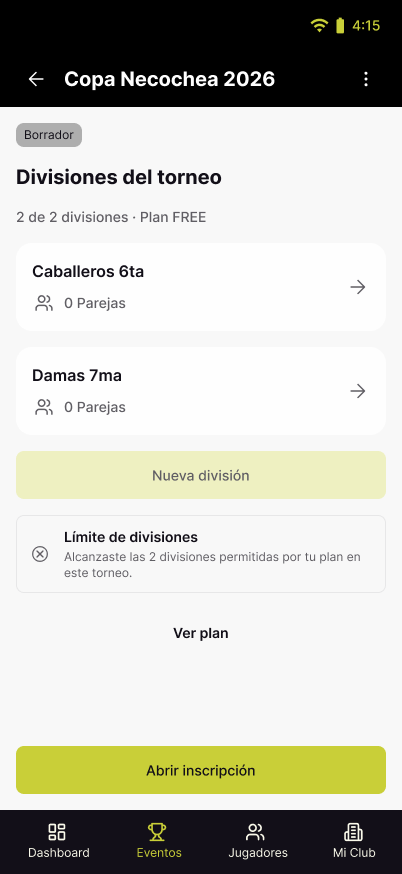 4:15
Copa Necochea 2026
Borrador
Divisiones del torneo
2 de 2 divisiones · Plan FREE
Caballeros 6ta
0 Parejas
Damas 7ma
0 Parejas
Nueva división
Límite de divisiones
Alcanzaste las 2 divisiones permitidas por tu plan en
este torneo.
Ver plan
Abrir inscripción
Dashboard Eventos Jugadores Mi Club